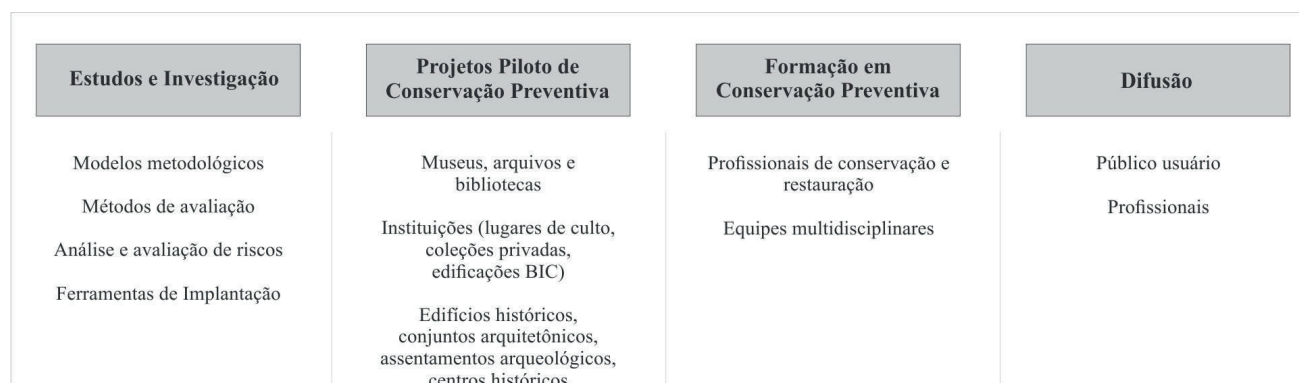 Estudos e Investigação
Projetos Piloto de
Conservação Preventiva
Formação em
Conservação Preventiva
Difusão
Modelos metodológicos
Métodos de avaliação
Análise e avaliação de riscos
Ferramentas de Implantação
Museus, arquivos e
bibliotecas
Instituições (lugares de culto,
coleções privadas,
edificações BIC)
Edifícios históricos,
conjuntos arquitetônicos,
assentamentos arqueológicos,
centros históricos
Profissionais de conservação e
restauração
Equipes multidisciplinares
Público usuário
Profissionais